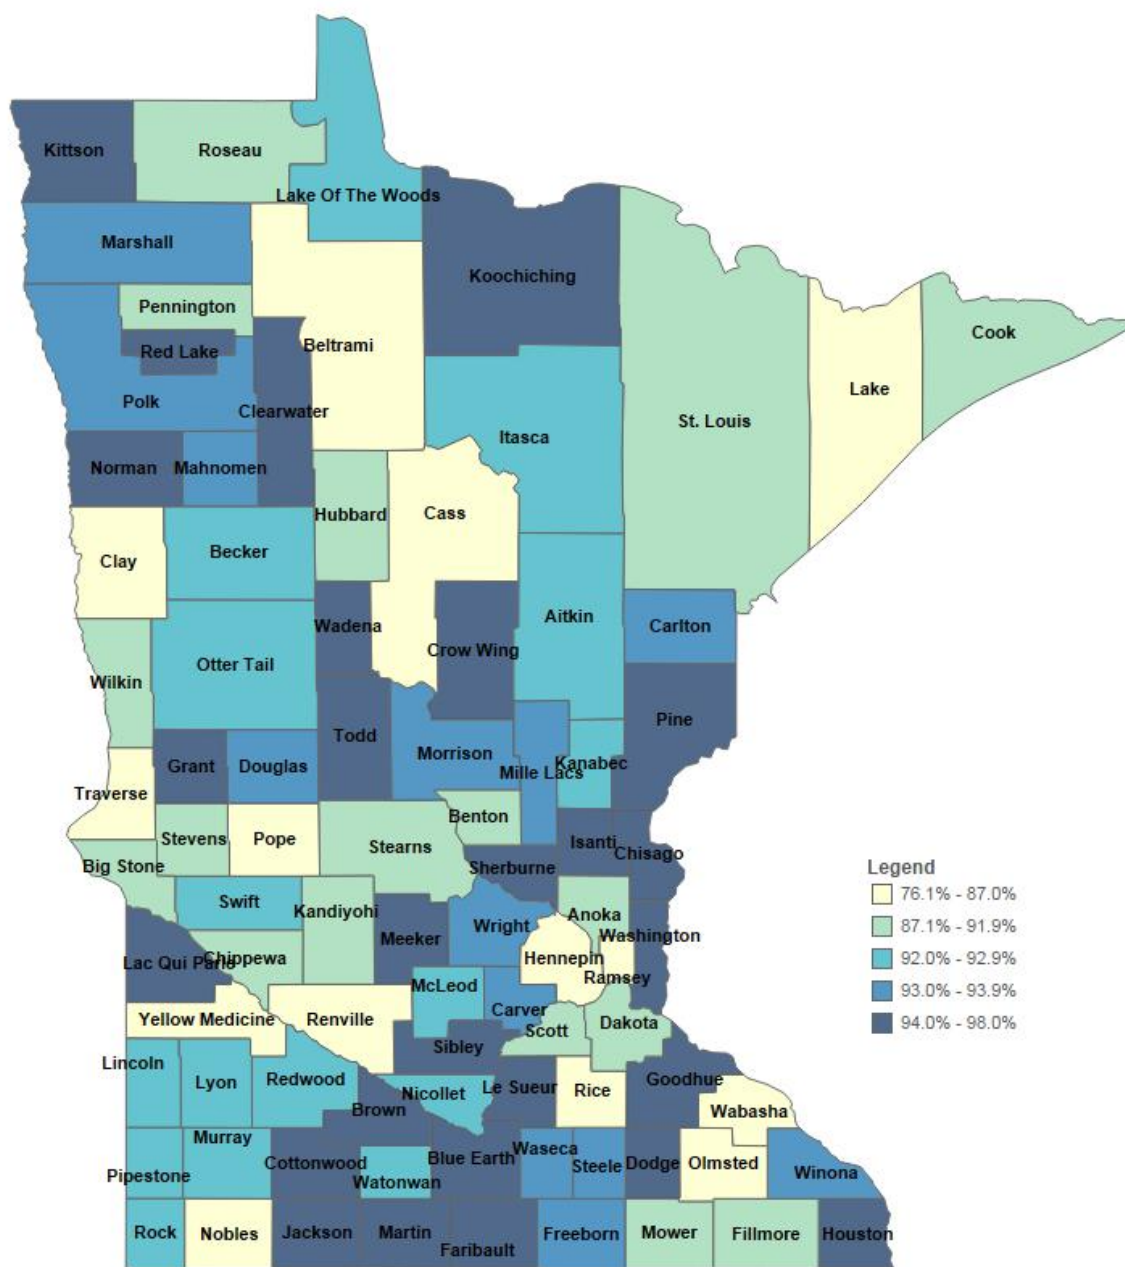 Kittson
Roseau
Lake Of The Woods
Marshall
Koochiching
Pennington
Cook
Red Lake
Beltrami
Lake
Polk
Clearwater
St. Louis
Itasca
Norman
Mahnomen
Hubbard
Cass
Becker
Clay
Aitkin
Wadena
Carlton
Crow Wing
Otter Tail
Wilkin
Pine
Todd
Morrison
Grant
Douglas
Mille Lacs
Kanabec
Traverse
Benton
Stevens
Pope
Stearns
Isanti
Chisago
Big Stone
Sherburne
Legend
76.1% - 87.0%
87.1% - 91.9%
92.0% - 92.9%
93.0% - 93.9%
94.0% - 98.0%
Swift
Kandiyohi
Anoka
Wright
Meeker
Washington
Chippewa
Hennepin
Lac Qui Parle
Ramsey
McLeod
Carver
Yellow Medicine
Renville
Scott
Dakota
Sibley
Lincoln
Lyon
Redwood
Goodhue
Le Sueur
Rice
Nicollet
Brown
Wabasha
Murray
Waseca
Blue Earth
Cottonwood
Steele
Dodge
Olmsted
Winona
Pipestone
Watonwan
Rock
Nobles
Jackson
Martin
Faribault
Freeborn
Mower
Fillmore
Houston